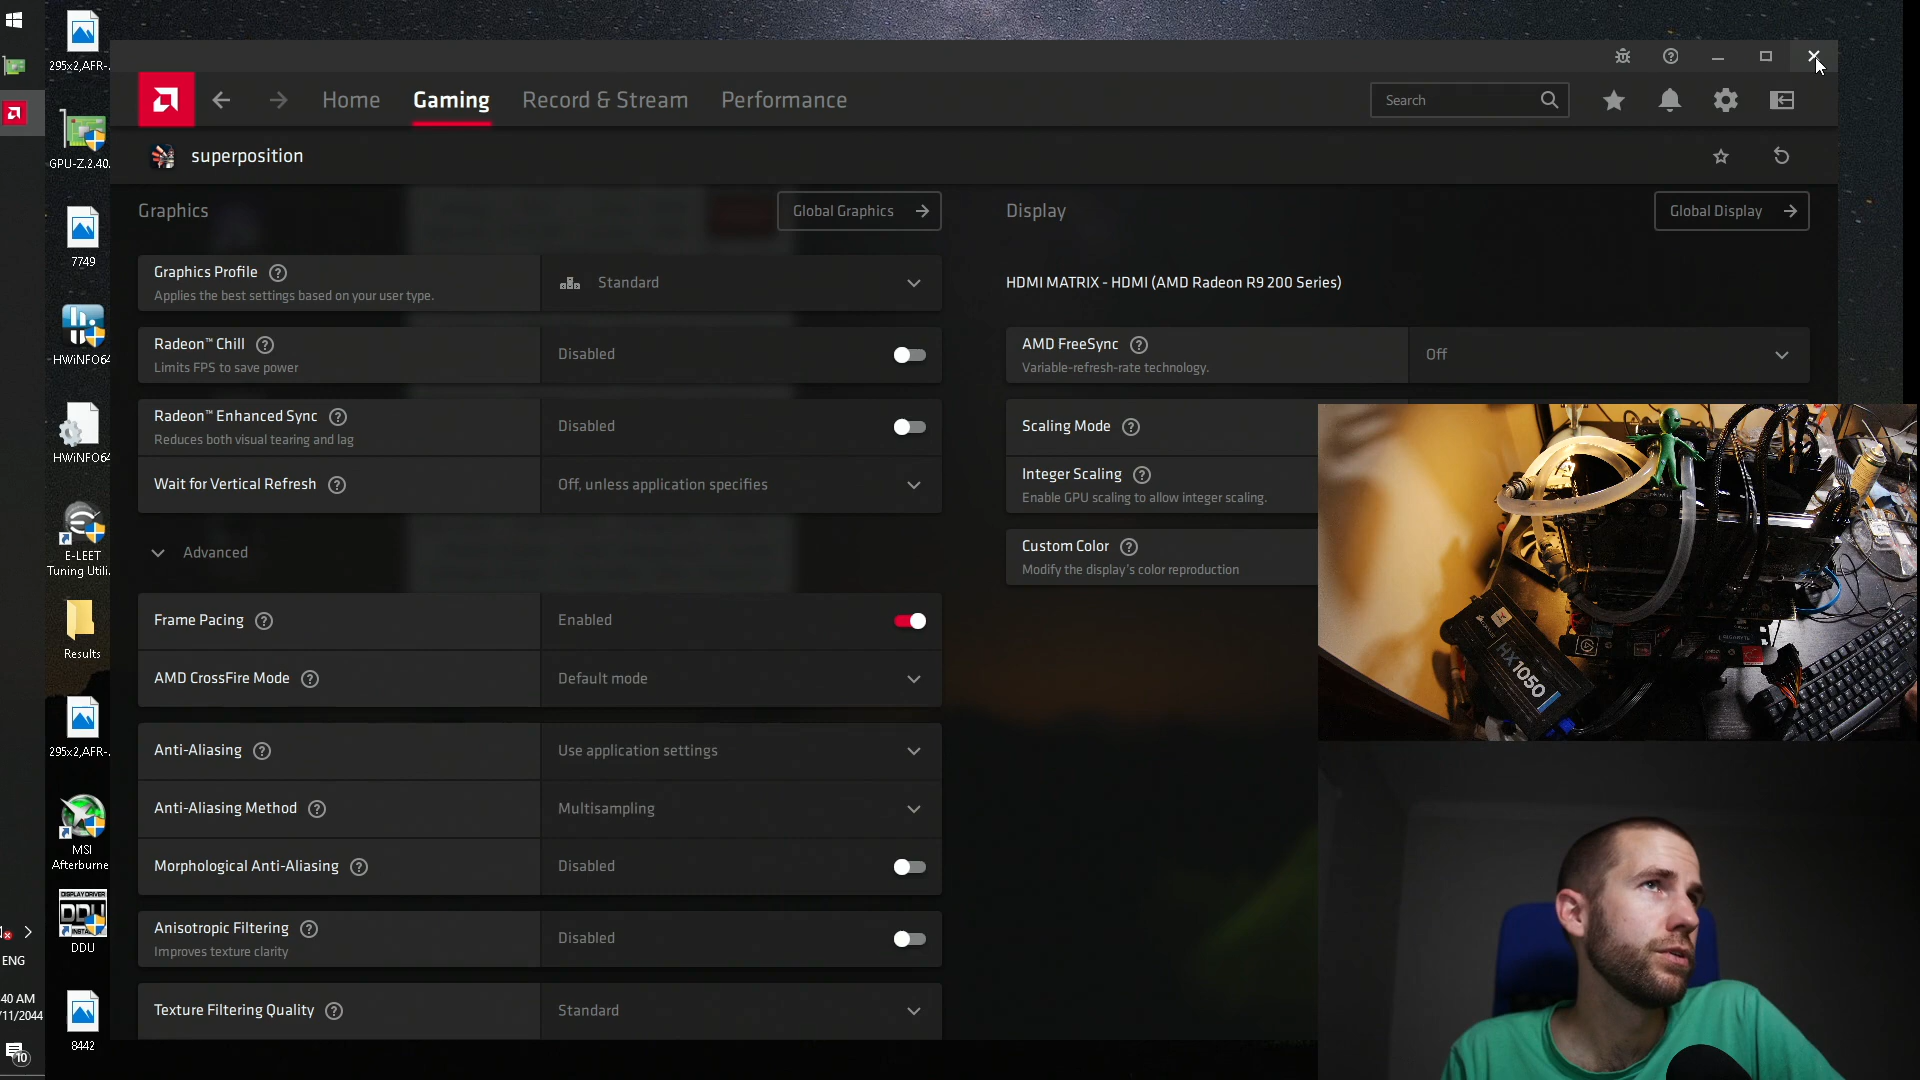 295x2,AFR-..
GPU-Z.2.40.
7749
HWiNFO64
HWiNFO64
E-LEET
Tuning Utili..
Results
295x2,AFR-..
MSI
Afterburne
DISPLAY DRIVER
DDU
DDU
8442
ENG
40 AM
/11/2044
10
Home
Gaming
Record & Stream
Performance
Search
superposition
Graphics
Global Graphics
Graphics Profile
Applies the best settings based on your user type.
Standard
Radeon™ Chill
Limits FPS to save power
Disabled
Radeon™ Enhanced Sync
Reduces both visual tearing and lag
Disabled
Wait for Vertical Refresh
Off, unless application specifies
Advanced
Frame Pacing
Enabled
AMD CrossFire Mode
Default mode
Anti-Aliasing
Use application settings
Anti-Aliasing Method
Multisampling
Morphological Anti-Aliasing
Disabled
Anisotropic Filtering
Improves texture clarity
Disabled
Texture Filtering Quality
Standard
Display
Global Display
HDMI MATRIX - HDMI (AMD Radeon R9 200 Series)
AMD FreeSync
Variable-refresh-rate technology.
Off
Scaling Mode
Integer Scaling
Enable GPU scaling to allow integer scaling.
Custom Color
Modify the display's color reproduction
HX1050
GIGABYTE